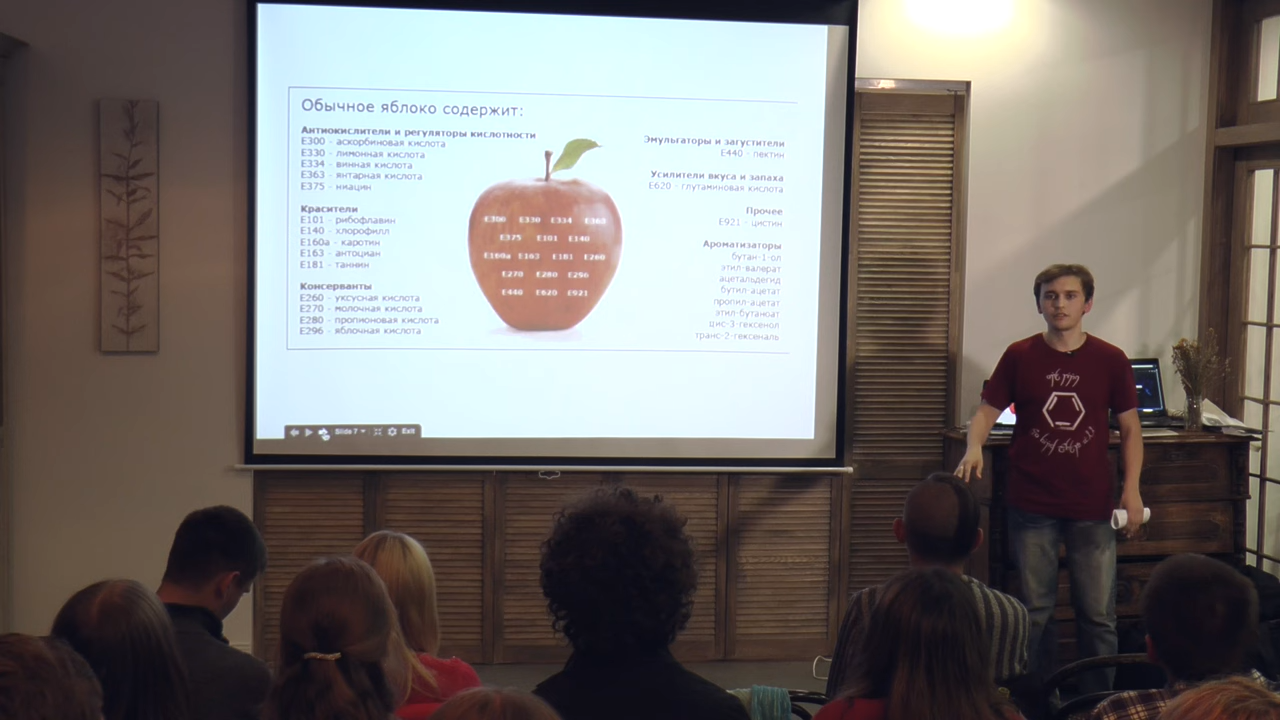 Обычное яблоко содержит:
Антиокислители и регуляторы кислотности
E300 - аскорбиновая кислота
E330 - лимонная кислота
E334 - винная кислота
E363 - янтарная кислота
E375 - ниацин
Красители
E101 - рибофлавин
E140 - хлорофилл
E160a - каротин
E163 - антоциан
E181 - таннин
Консерванты
E260 - уксусная кислота
E270 - молочная кислота
E280 - пропионовая кислота
E296 - яблочная кислота
E300 E330 E334 E363
E375 E101 E140
E160a E163 E181 E260
E270 E280 E296
E440 E620 E921
Эмульгаторы и загустители
E440 - пектин
Усилители вкуса и запаха
E620 - глутаминовая кислота
Прочее
E921 - цистин
Ароматизаторы
бутан-1-ол
этил-валерат
ацетальдегид
бутил-ацетат
пропил-ацетат
этил-бутаноат
цис-3-гексенол
транс-2-гексеналь
Slide 7
Exit